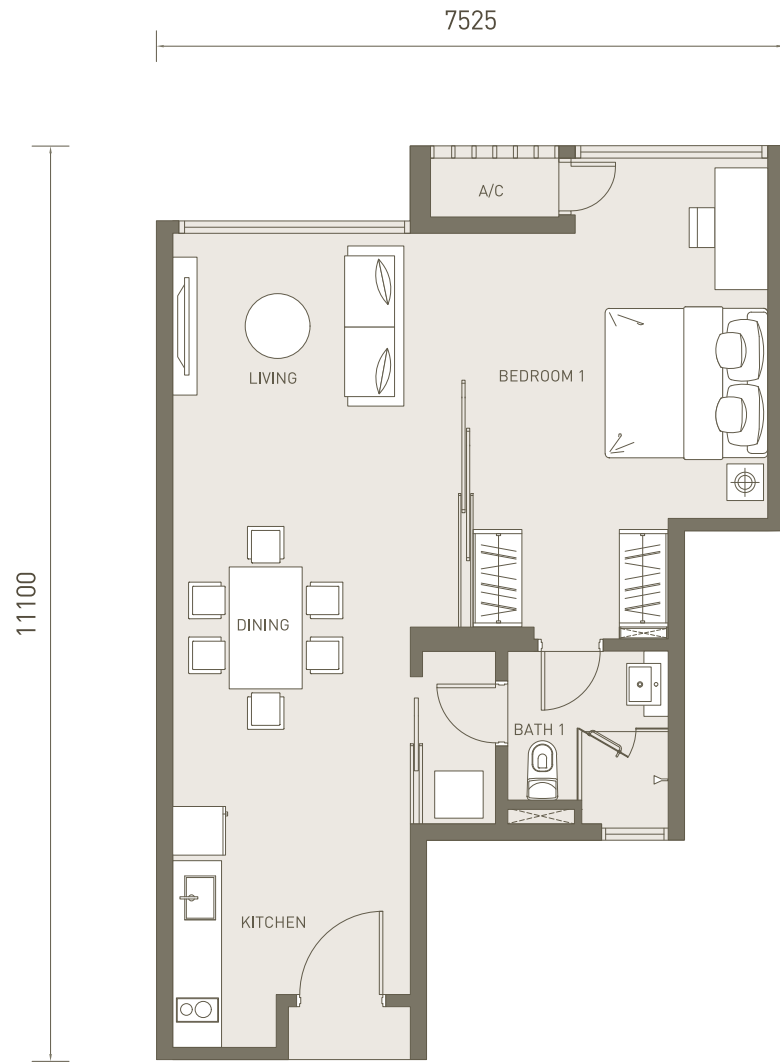 7525
A/C
LIVING
BEDROOM 1
11100
DINING
BATH 1
KITCHEN